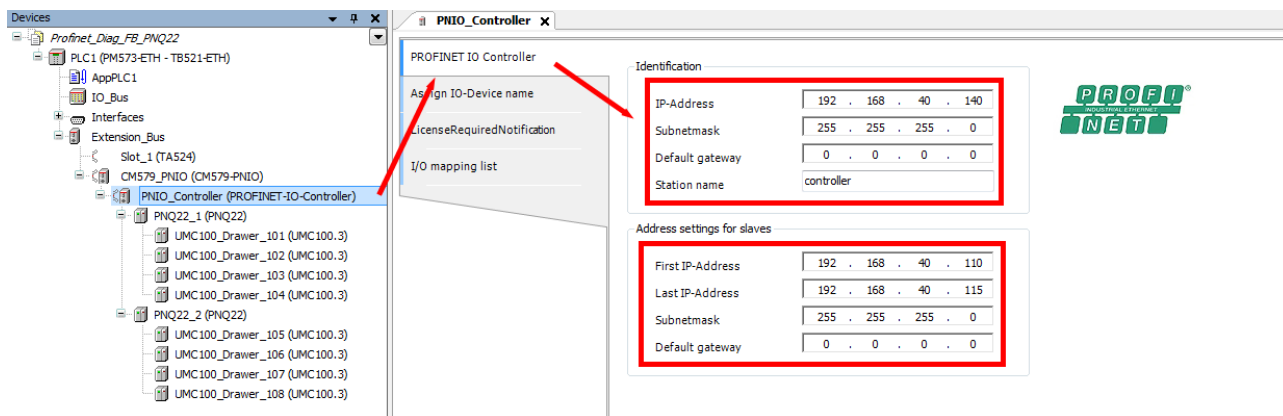 Devices
Profinet_Diag_FB_PNQ22
PLC1 (PM573-ETH - TB521-ETH)
AppPLC1
IO_Bus
Interfaces
Extension_Bus
Slot_1 (TA524)
CM579_PNIO (CM579-PNIO)
PNIO_Controller (PROFINET-IO-Controller)
PNQ22_1 (PNQ22)
UMC100_Drawer_101 (UMC100.3)
UMC100_Drawer_102 (UMC100.3)
UMC100_Drawer_103 (UMC100.3)
UMC100_Drawer_104 (UMC100.3)
PNQ22_2 (PNQ22)
UMC100_Drawer_105 (UMC100.3)
UMC100_Drawer_106 (UMC100.3)
UMC100_Drawer_107 (UMC100.3)
UMC100_Drawer_108 (UMC100.3)
PNIO_Controller
PROFINET IO Controller
Assign IO-Device name
LicenseRequiredNotification
I/O mapping list
Identification
IP-Address 192 . 168 . 40 . 140
Subnetmask 255 . 255 . 255 . 0
Default gateway 0 . 0 . 0 . 0
Station name controller
Address settings for slaves
First IP-Address 192 . 168 . 40 . 110
Last IP-Address 192 . 168 . 40 . 115
Subnetmask 255 . 255 . 255 . 0
Default gateway 0 . 0 . 0 . 0
PROFI
INDUSTRIAL ETHERNET
NET